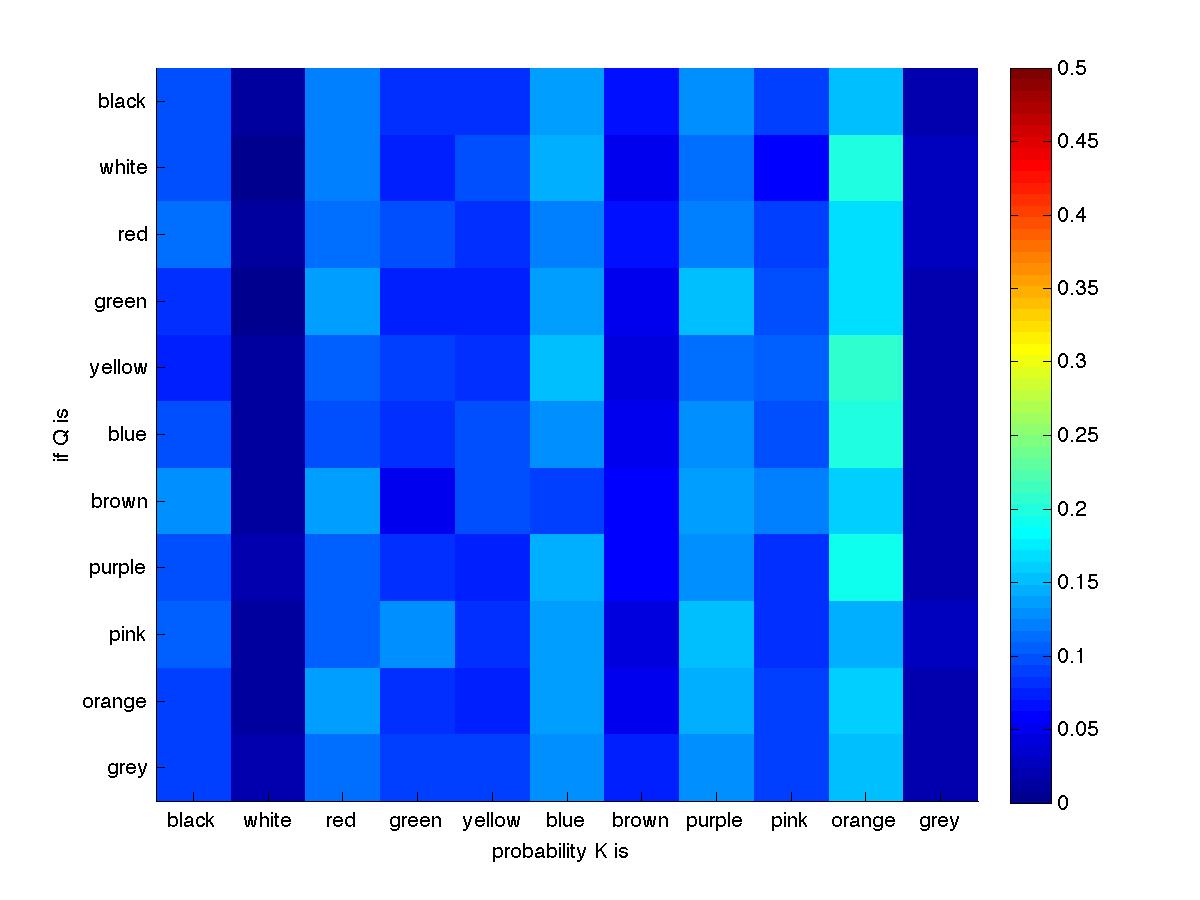 0.5
black
0.45
white
0.4
red
0.35
green
0.3
yellow
0.25
if Q is
blue
0.2
brown
0.15
purple
0.1
pink
0.05
orange
grey
0
black white red green yellow blue brown purple pink orange grey
probability K is